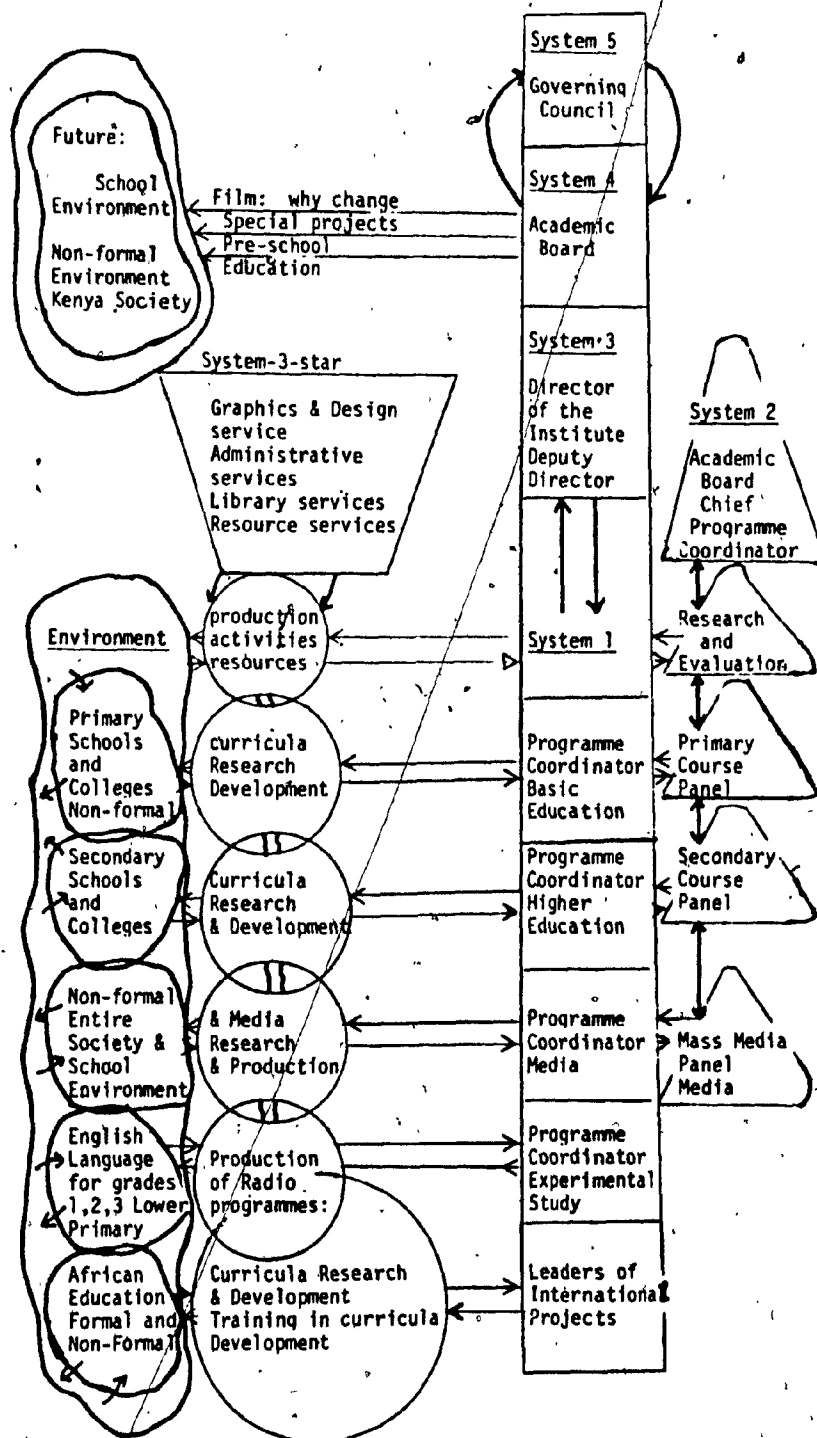 System 5
Governing
Council
Future:
School
Environment
Non-formal
Environment
Kenya Society
Film: why change
Special projects
Pre-school
Education
System 4
Academic
Board
System-3-star
Graphics & Design
service
Administrative
services
Library services
Resource services
System 3
Director
of the
Institute
Deputy
Director
System 2
Academic
Board
Chief
Programme
Coordinator
Environment
production
activities
resources
System 1
Research
and
Evaluation
Primary
Schools
and
Colleges
Non-formal
curricula
Research
Development
Programme
Coordinator
Basic
Education
Primary
Course
Panel
Secondary
Schools
and
Colleges
Curricula
Research
& Development
Programme
Coordinator
Higher
Education
Secondary
Course
Panel
Non-formal
Entire
Society &
School
Environment
& Media
Research
& Production
Programme
Coordinator
Media
Mass Media
Panel
Media
English
Language
for grades
1,2,3 Lower
Primary
Production
of Radio
programmes:
Programme
Coordinator
Experimental
Study
African
Education
Formal and
Non-Formal
Curricula Research
& Development
Training in curricula
Development
Leaders of
International
Projects